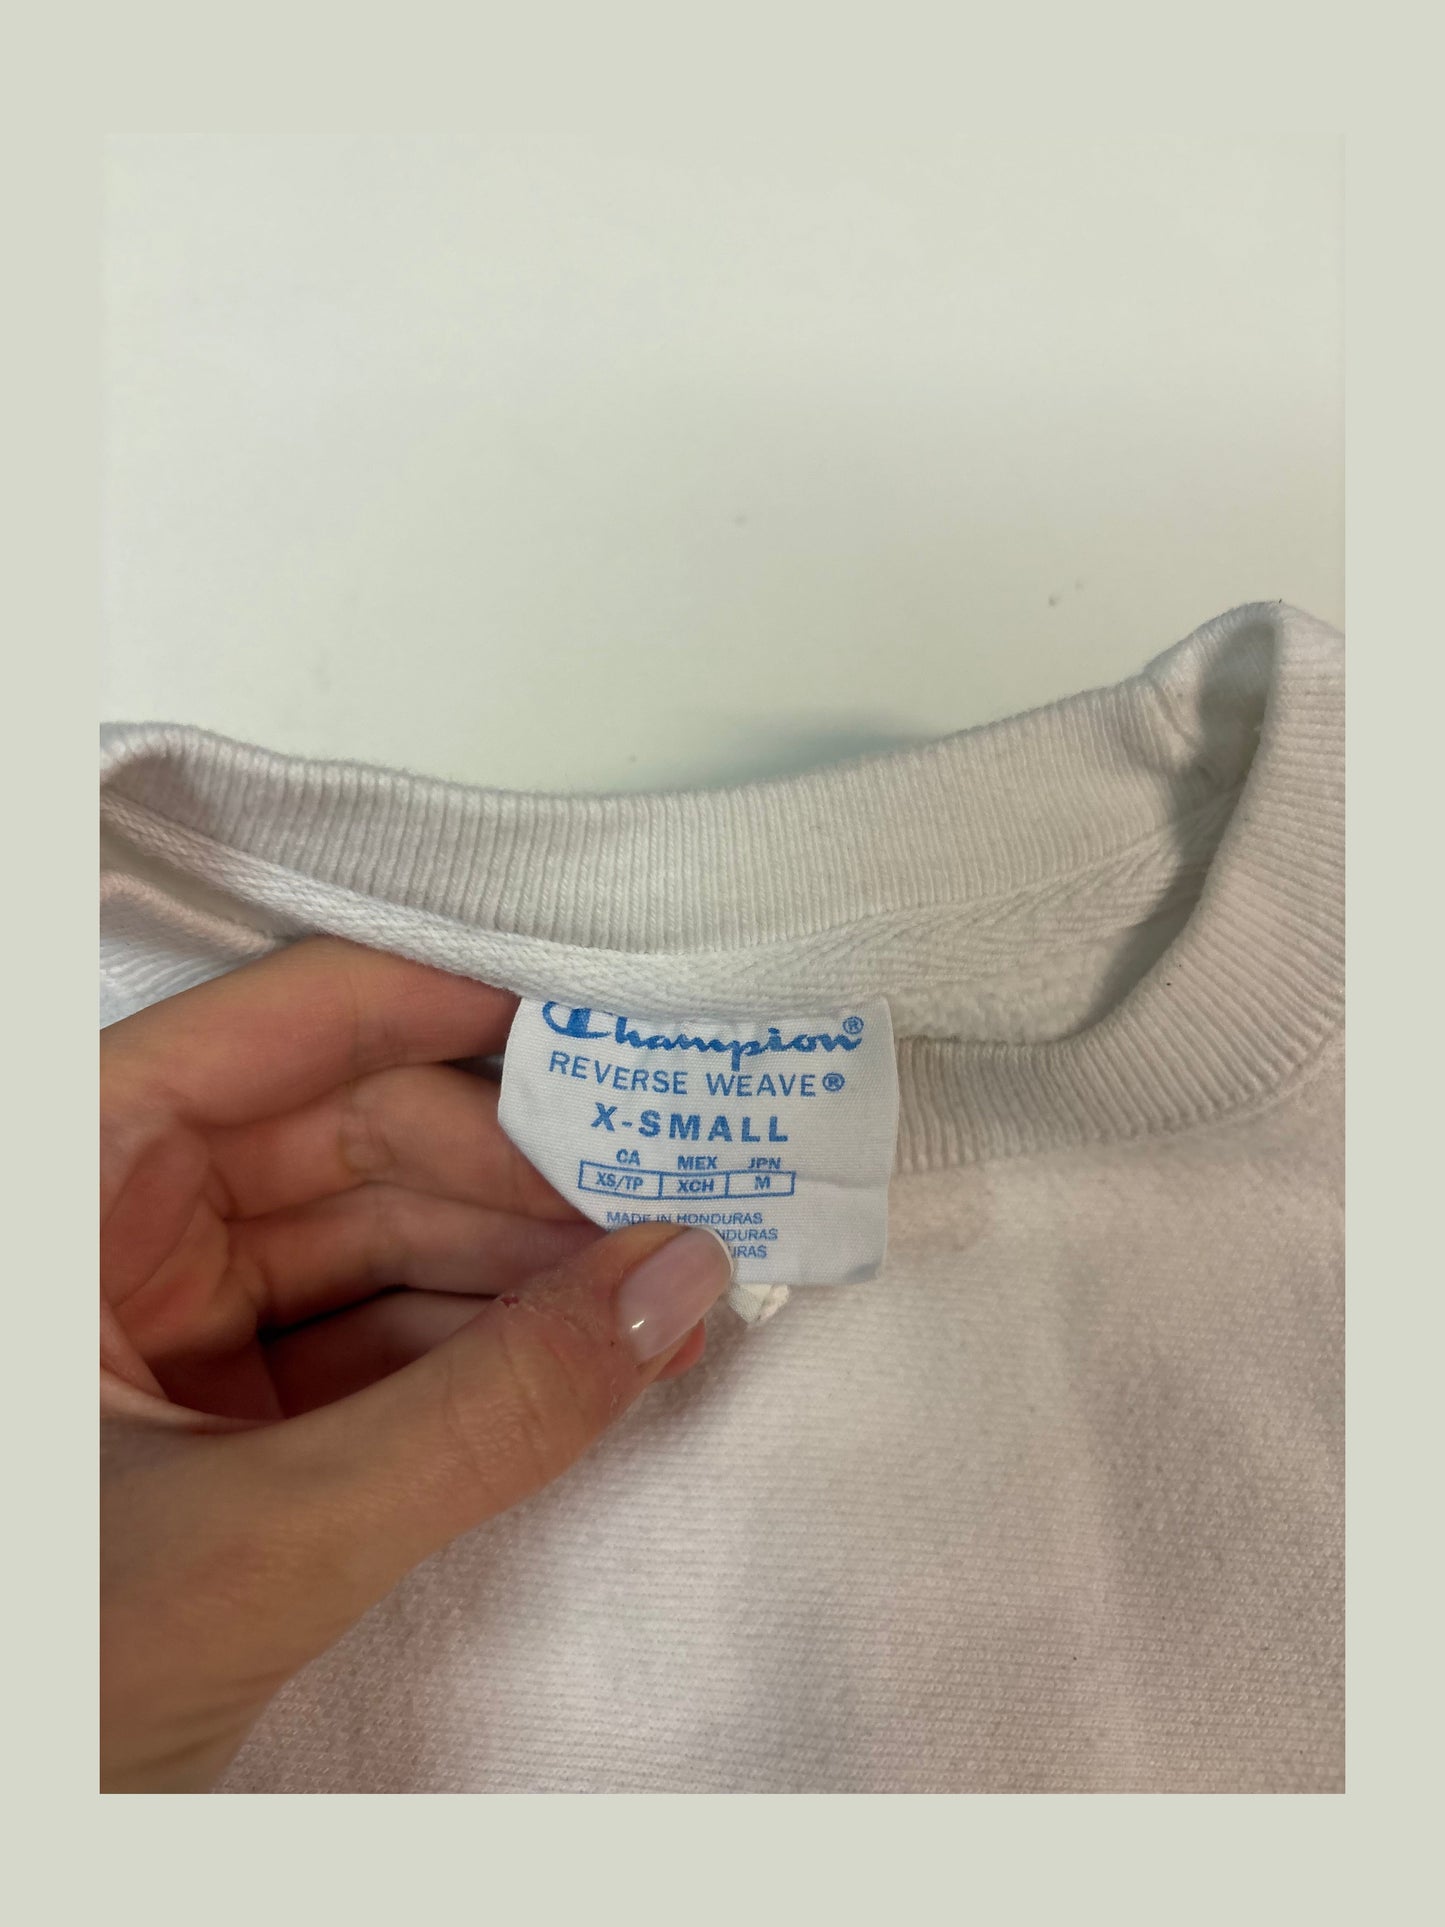 Champion®
REVERSE WEAVE®
X-SMALL
CA MEX JPN
XS/TP XCH M
MADE IN HONDURAS